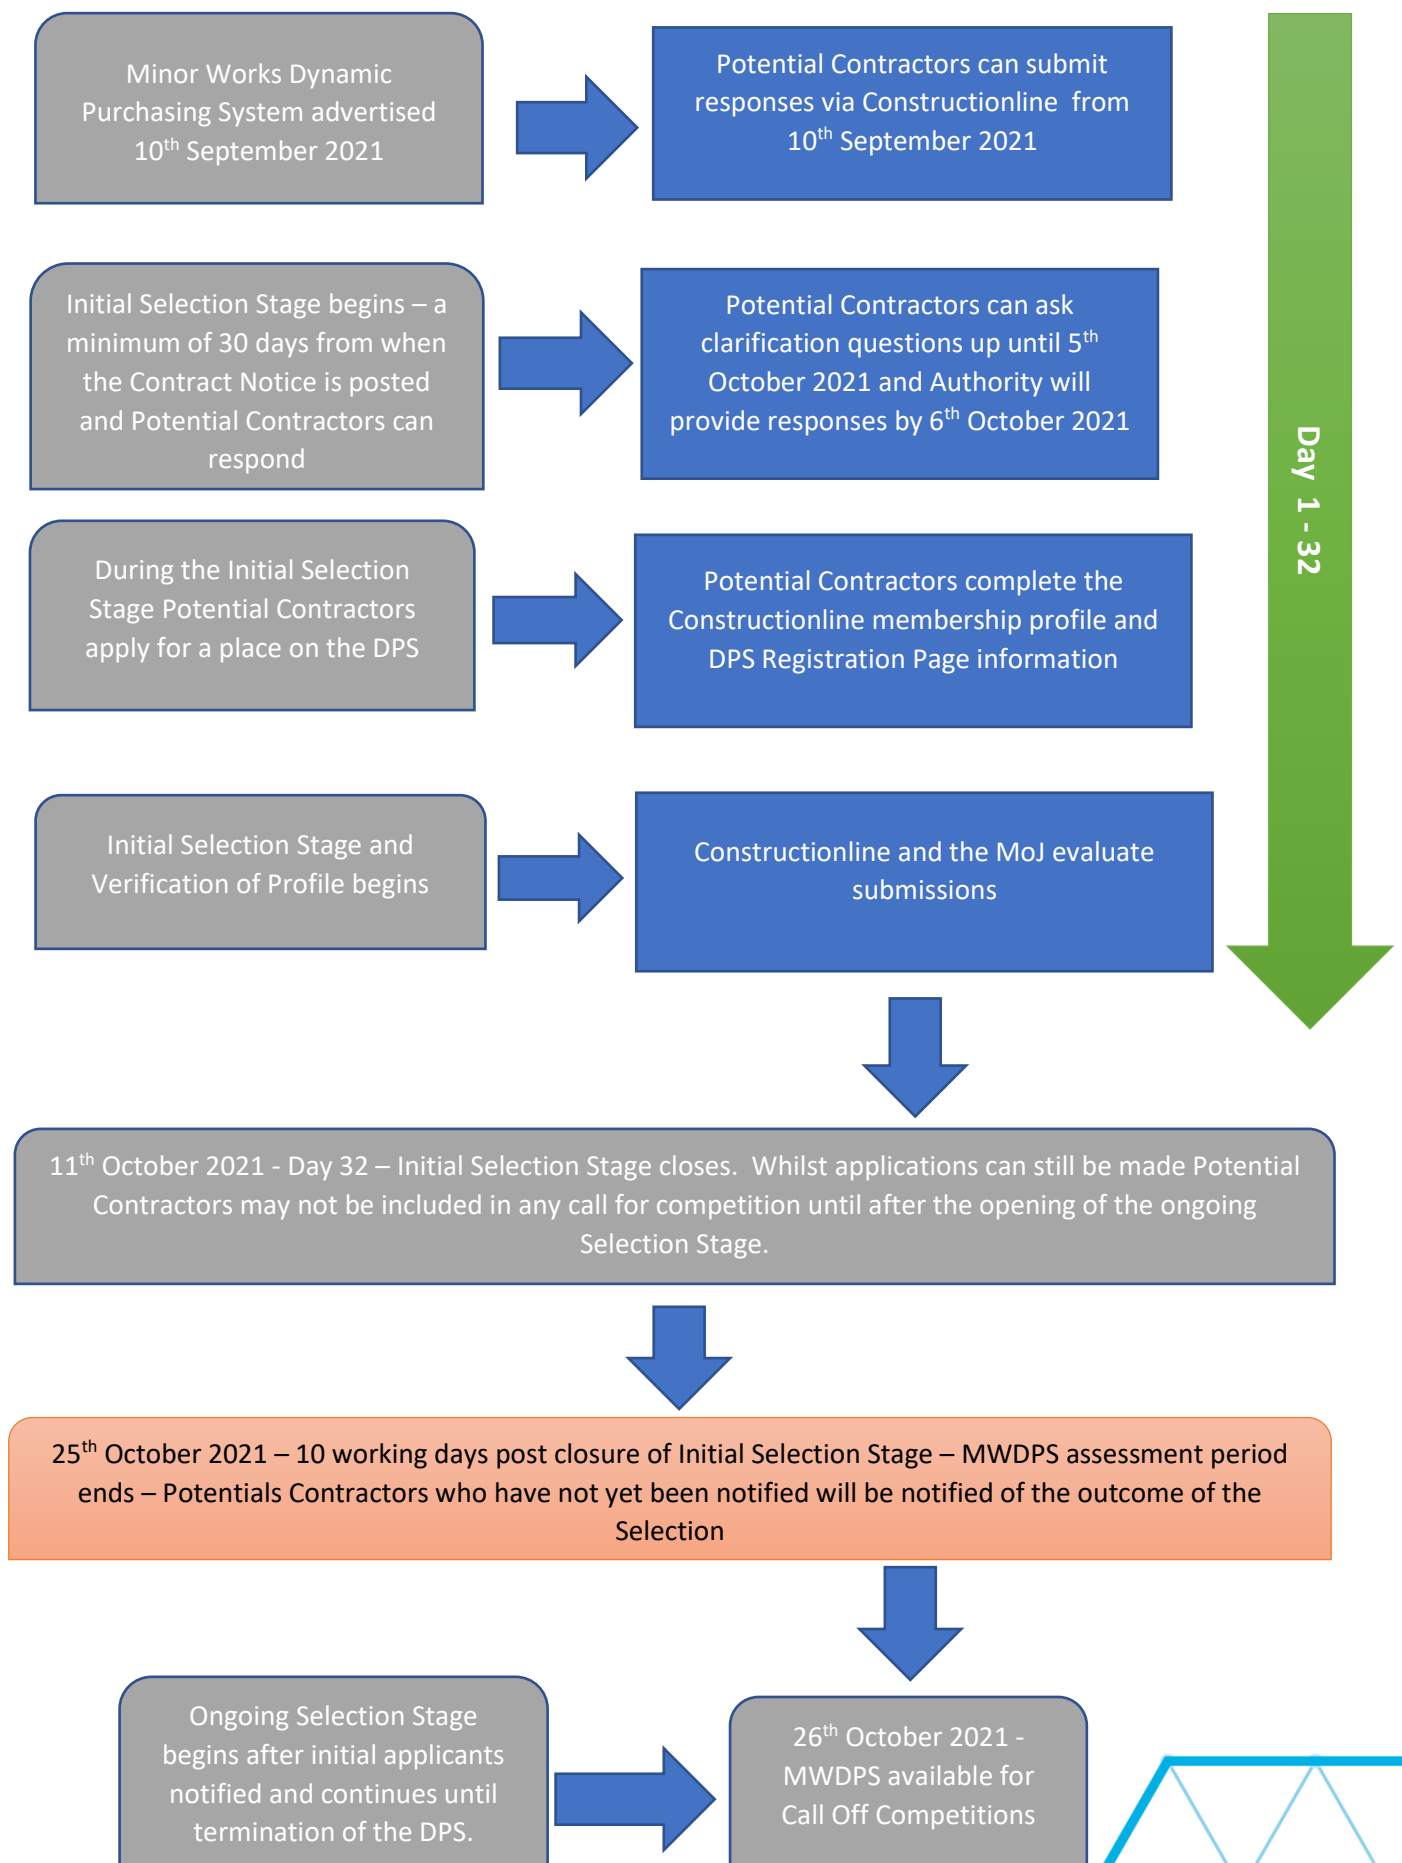 Minor Works Dynamic
Purchasing System advertised
10th September 2021
Potential Contractors can submit
responses via Constructionline from
10th September 2021
Initial Selection Stage begins – a
minimum of 30 days from when
the Contract Notice is posted
and Potential Contractors can
respond
Potential Contractors can ask
clarification questions up until 5th
October 2021 and Authority will
provide responses by 6th October 2021
During the Initial Selection
Stage Potential Contractors
apply for a place on the DPS
Potential Contractors complete the
Constructionline membership profile and
DPS Registration Page information
Initial Selection Stage and
Verification of Profile begins
Constructionline and the MoJ evaluate
submissions
Day 1 - 32
11th October 2021 - Day 32 – Initial Selection Stage closes. Whilst applications can still be made Potential
Contractors may not be included in any call for competition until after the opening of the ongoing
Selection Stage.
25th October 2021 – 10 working days post closure of Initial Selection Stage – MWDPS assessment period
ends – Potentials Contractors who have not yet been notified will be notified of the outcome of the
Selection
Ongoing Selection Stage
begins after initial applicants
notified and continues until
termination of the DPS.
26th October 2021 -
MWDPS available for
Call Off Competitions